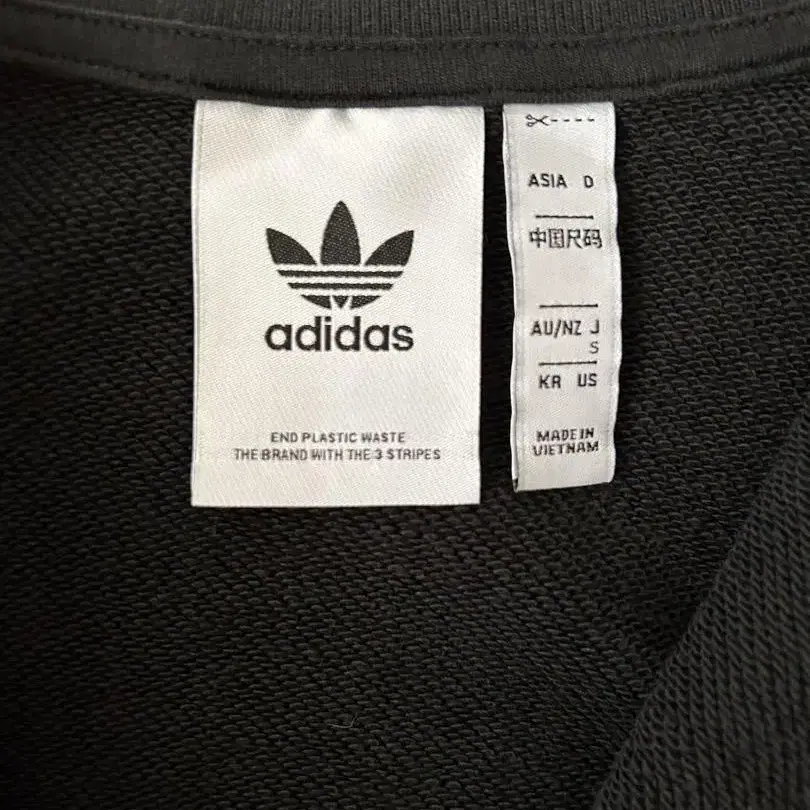 adidas
END PLASTIC WASTE
THE BRAND WITH THE 3 STRIPES
ASIA D
中国尺码
AU/NZ J
S
KR US
MADE IN
VIETNAM